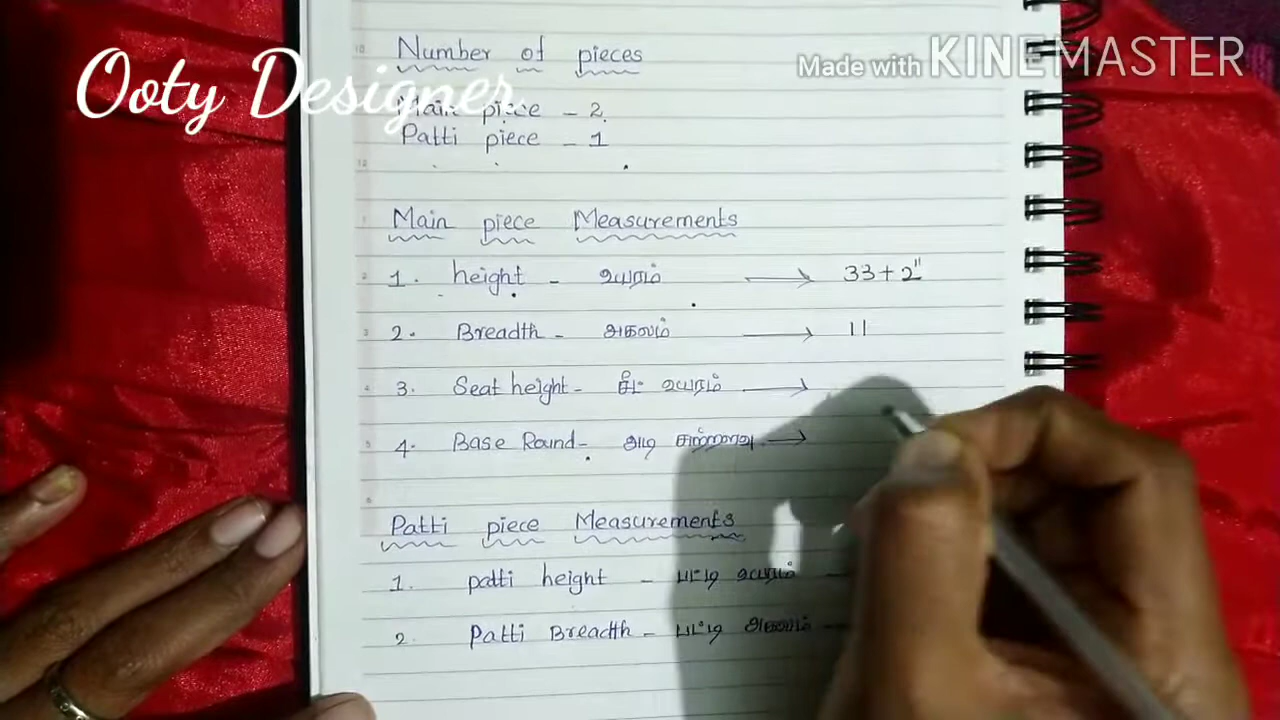 Number of pieces
Ooty Designer
Made with KINEMASTER
Main piece - 2
Patti piece - 1
Main piece Measurements
1. height - உயரம் → 33+2"
2. Breadth - அகலம் → 11
3. Seat height - சீட் உயரம் →
4. Base Round - அடி சுற்றளவு →
Patti piece Measurements
1. patti height - பட்டி உயரம் -
2. Patti Breadth - பட்டி அகலம் -